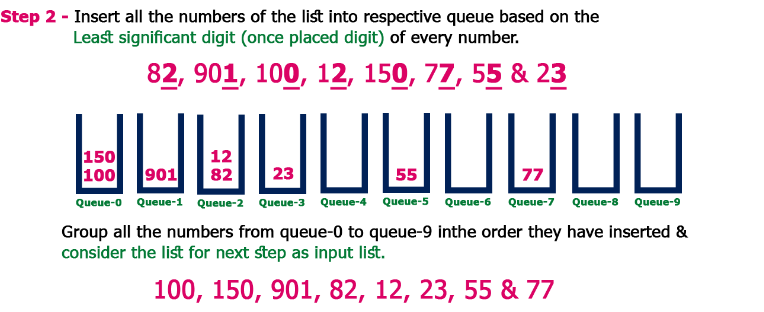 Step 2 - Insert all the numbers of the list into respective queue based on the
Least significant digit (once placed digit) of every number.
82, 901, 100, 12, 150, 77, 55 & 23
150 12
100 901 82 23 55 77
Queue-0 Queue-1 Queue-2 Queue-3 Queue-4 Queue-5 Queue-6 Queue-7 Queue-8 Queue-9
Group all the numbers from queue-0 to queue-9 inthe order they have inserted &
consider the list for next step as input list.
100, 150, 901, 82, 12, 23, 55 & 77